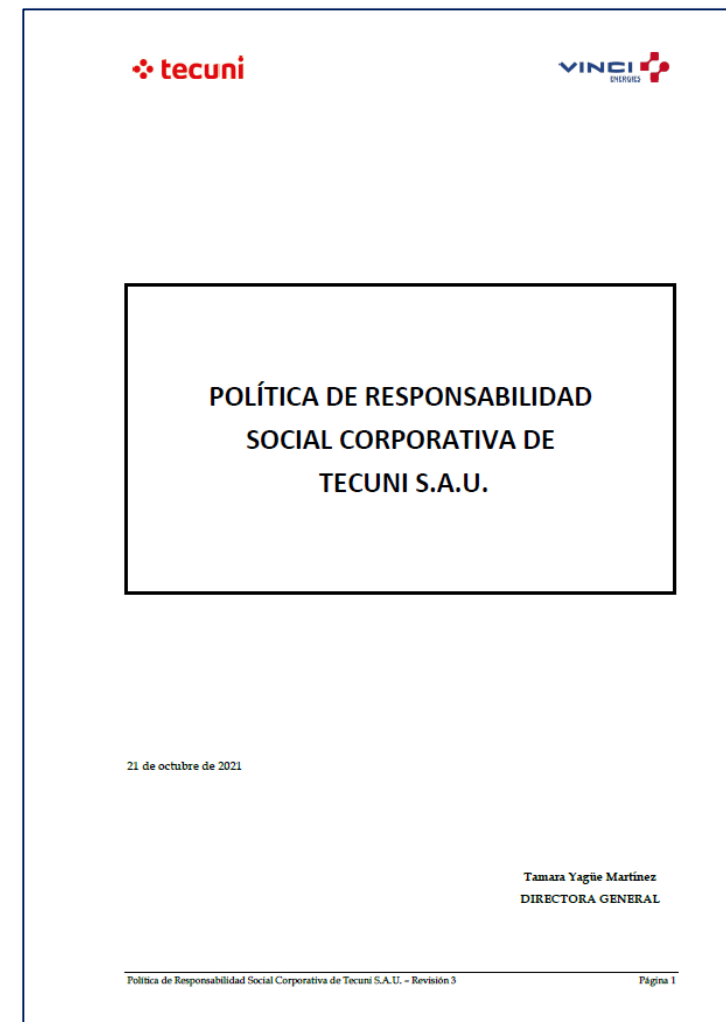 tecuni
VINCI
ENERGIES
POLÍTICA DE RESPONSABILIDAD
SOCIAL CORPORATIVA DE
TECUNI S.A.U.
21 de octubre de 2021
Tamara Yagüe Martínez
DIRECTORA GENERAL
Política de Responsabilidad Social Corporativa de Tecuni S.A.U. – Revisión 3 Página 1